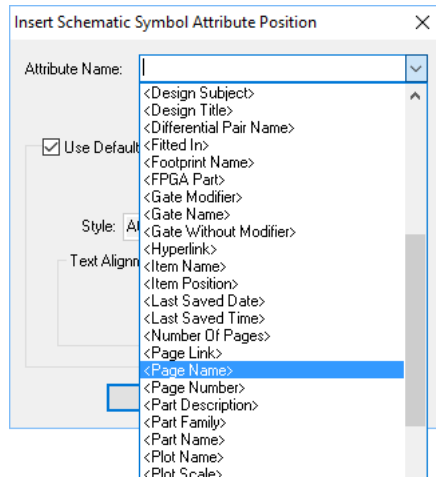 Insert Schematic Symbol Attribute Position
Attribute Name:
<Design Subject>
<Design Title>
<Differential Pair Name>
<Fitted In>
Use Default
<Footprint Name>
<FPGA Part>
<Gate Modifier>
<Gate Name>
Style:
<Gate Without Modifier>
<Hyperlink>
Text Alignm
<Item Name>
<Item Position>
<Last Saved Date>
<Last Saved Time>
<Number Of Pages>
<Page Link>
<Page Name>
<Page Number>
<Part Description>
<Part Family>
<Part Name>
<Plot Name>
<Plot Scale>